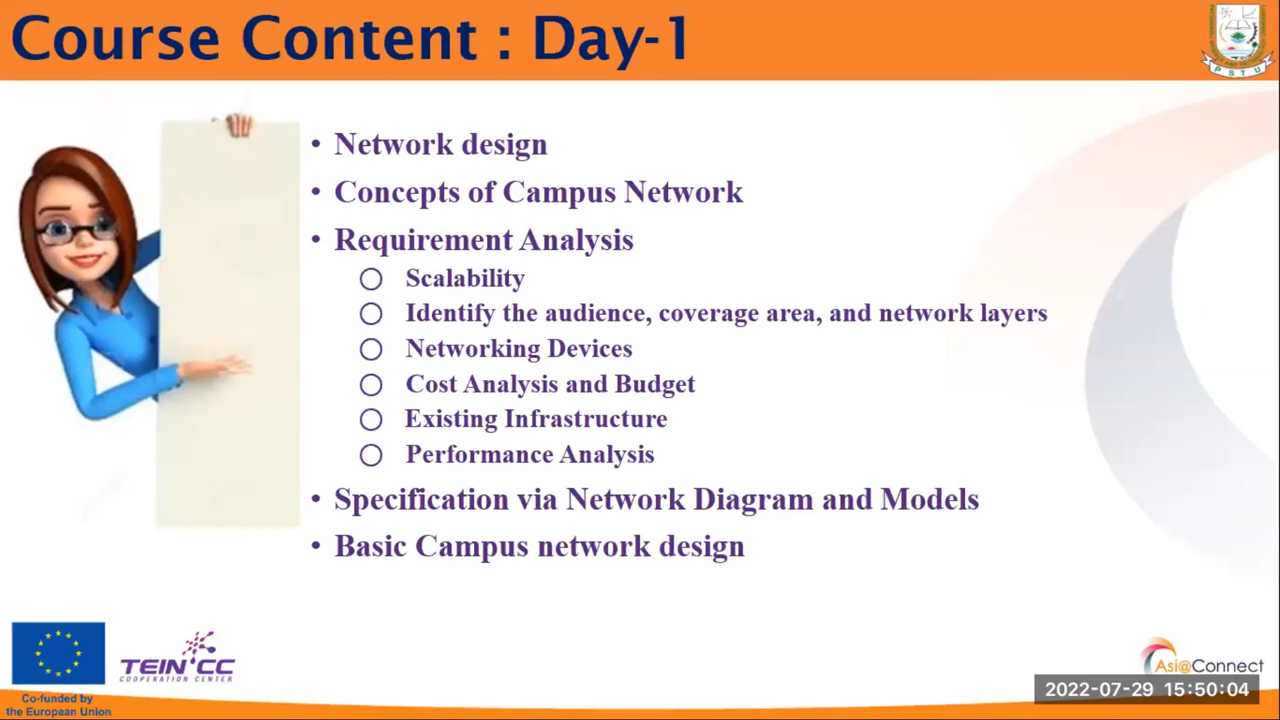 Course Content : Day-1
PSTU
• Network design
• Concepts of Campus Network
• Requirement Analysis
○ Scalability
○ Identify the audience, coverage area, and network layers
○ Networking Devices
○ Cost Analysis and Budget
○ Existing Infrastructure
○ Performance Analysis
• Specification via Network Diagram and Models
• Basic Campus network design
TEIN*CC
COOPERATION CENTER
Co-funded by
the European Union
Asi@Connect
2022-07-29 15:50:04